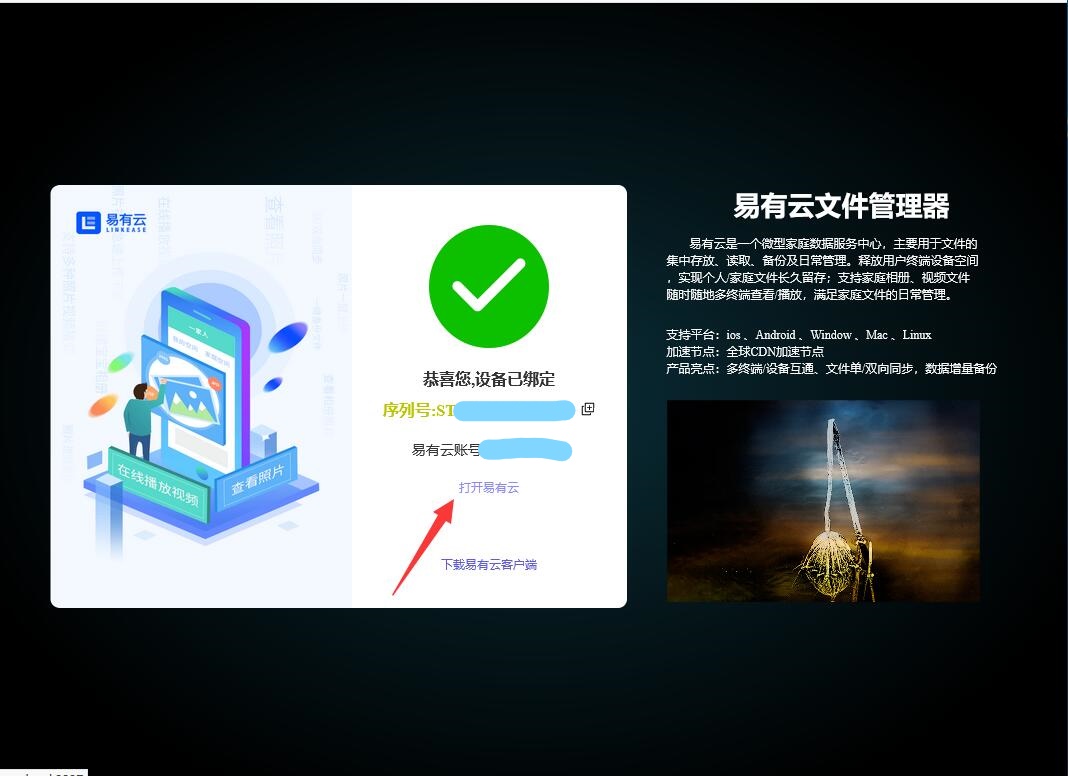 易有云
LINKEASE
一家人
我的空间 家庭空间
在线播放视频
查看照片
恭喜您,设备已绑定
序列号:ST
易有云账号
打开易有云
下载易有云客户端
易有云文件管理器
易有云是一个微型家庭数据服务中心，主要用于文件的
集中存放、读取、备份及日常管理。释放用户终端设备空间
，实现个人/家庭文件长久留存；支持家庭相册、视频文件
随时随地多终端查看/播放，满足家庭文件的日常管理。
支持平台：ios 、Android 、Window 、Mac 、Linux
加速节点：全球CDN加速节点
产品亮点：多终端/设备互通、文件单/双向同步，数据增量备份